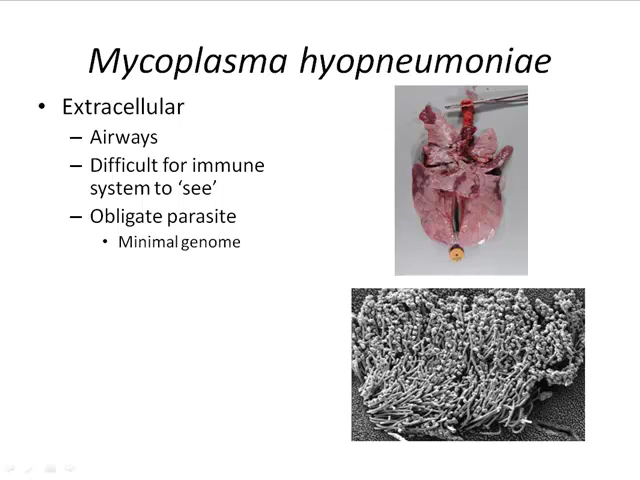 Mycoplasma hyopneumoniae
• Extracellular
– Airways
– Difficult for immune
system to ‘see’
– Obligate parasite
• Minimal genome